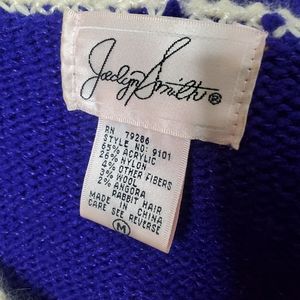 Jaclyn Smith®
RN 79286
STYLE NO: 9101
65% ACRYLIC
26% NYLON
4% OTHER FIBERS
3% WOOL
2% ANGORA
RABBIT HAIR
MADE IN CHINA
CARE SEE REVERSE
M